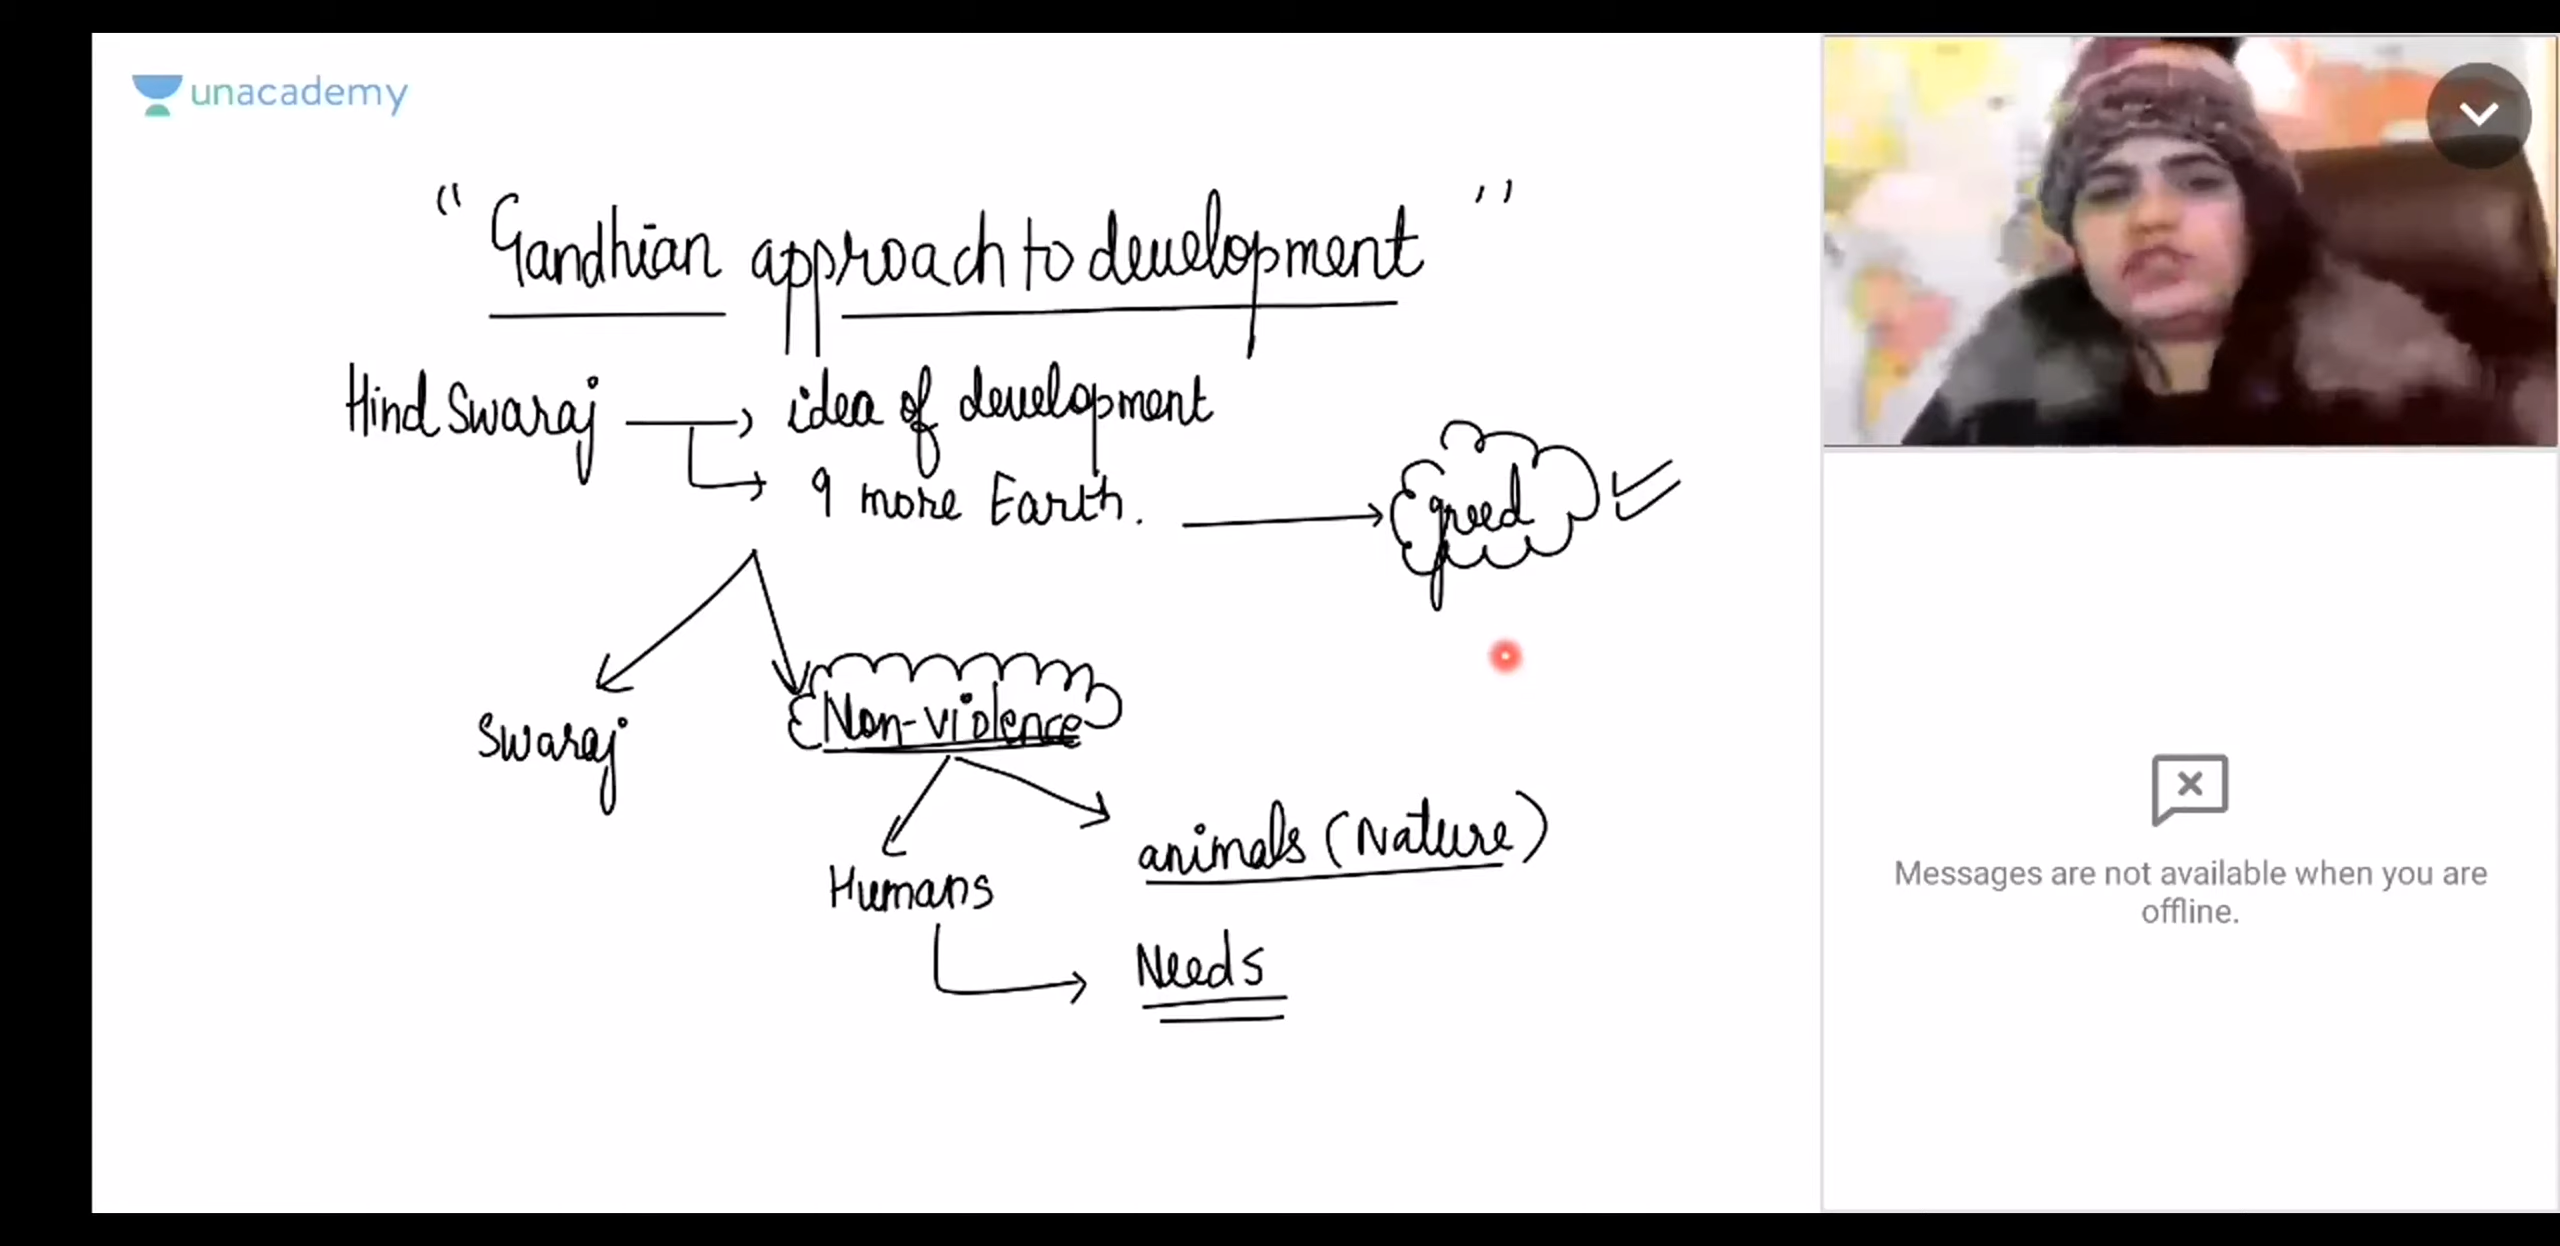 unacademy
“ Gandhian approach to development ”
Hind Swaraj → idea of development
→ 9 more Earth. → greed
Swaraj
Non-violence
animals (Nature)
Humans
→ Needs
Messages are not available when you are
offline.